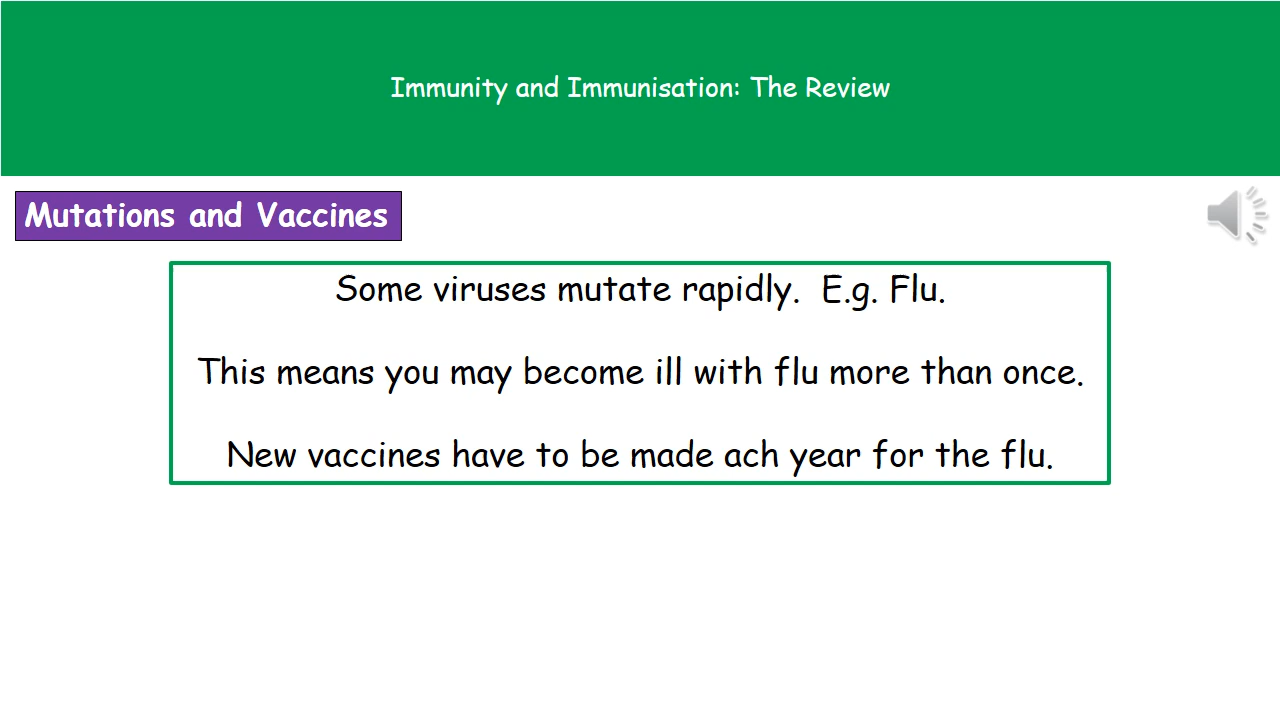 Immunity and Immunisation: The Review
Mutations and Vaccines
Some viruses mutate rapidly.  E.g. Flu.
This means you may become ill with flu more than once.
New vaccines have to be made ach year for the flu.